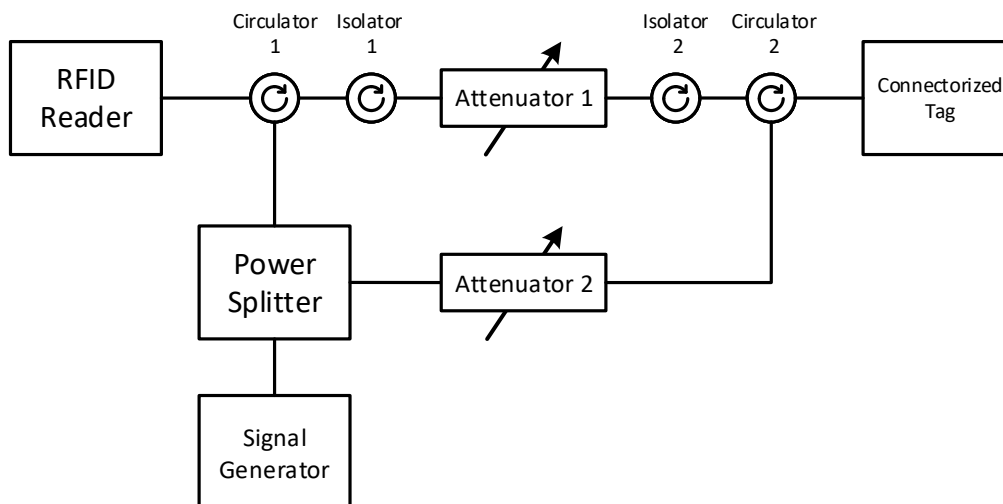 Circulator
1
Isolator
1
Isolator
2
Circulator
2
RFID
Reader
Attenuator 1
Connectorized
Tag
Power
Splitter
Attenuator 2
Signal
Generator